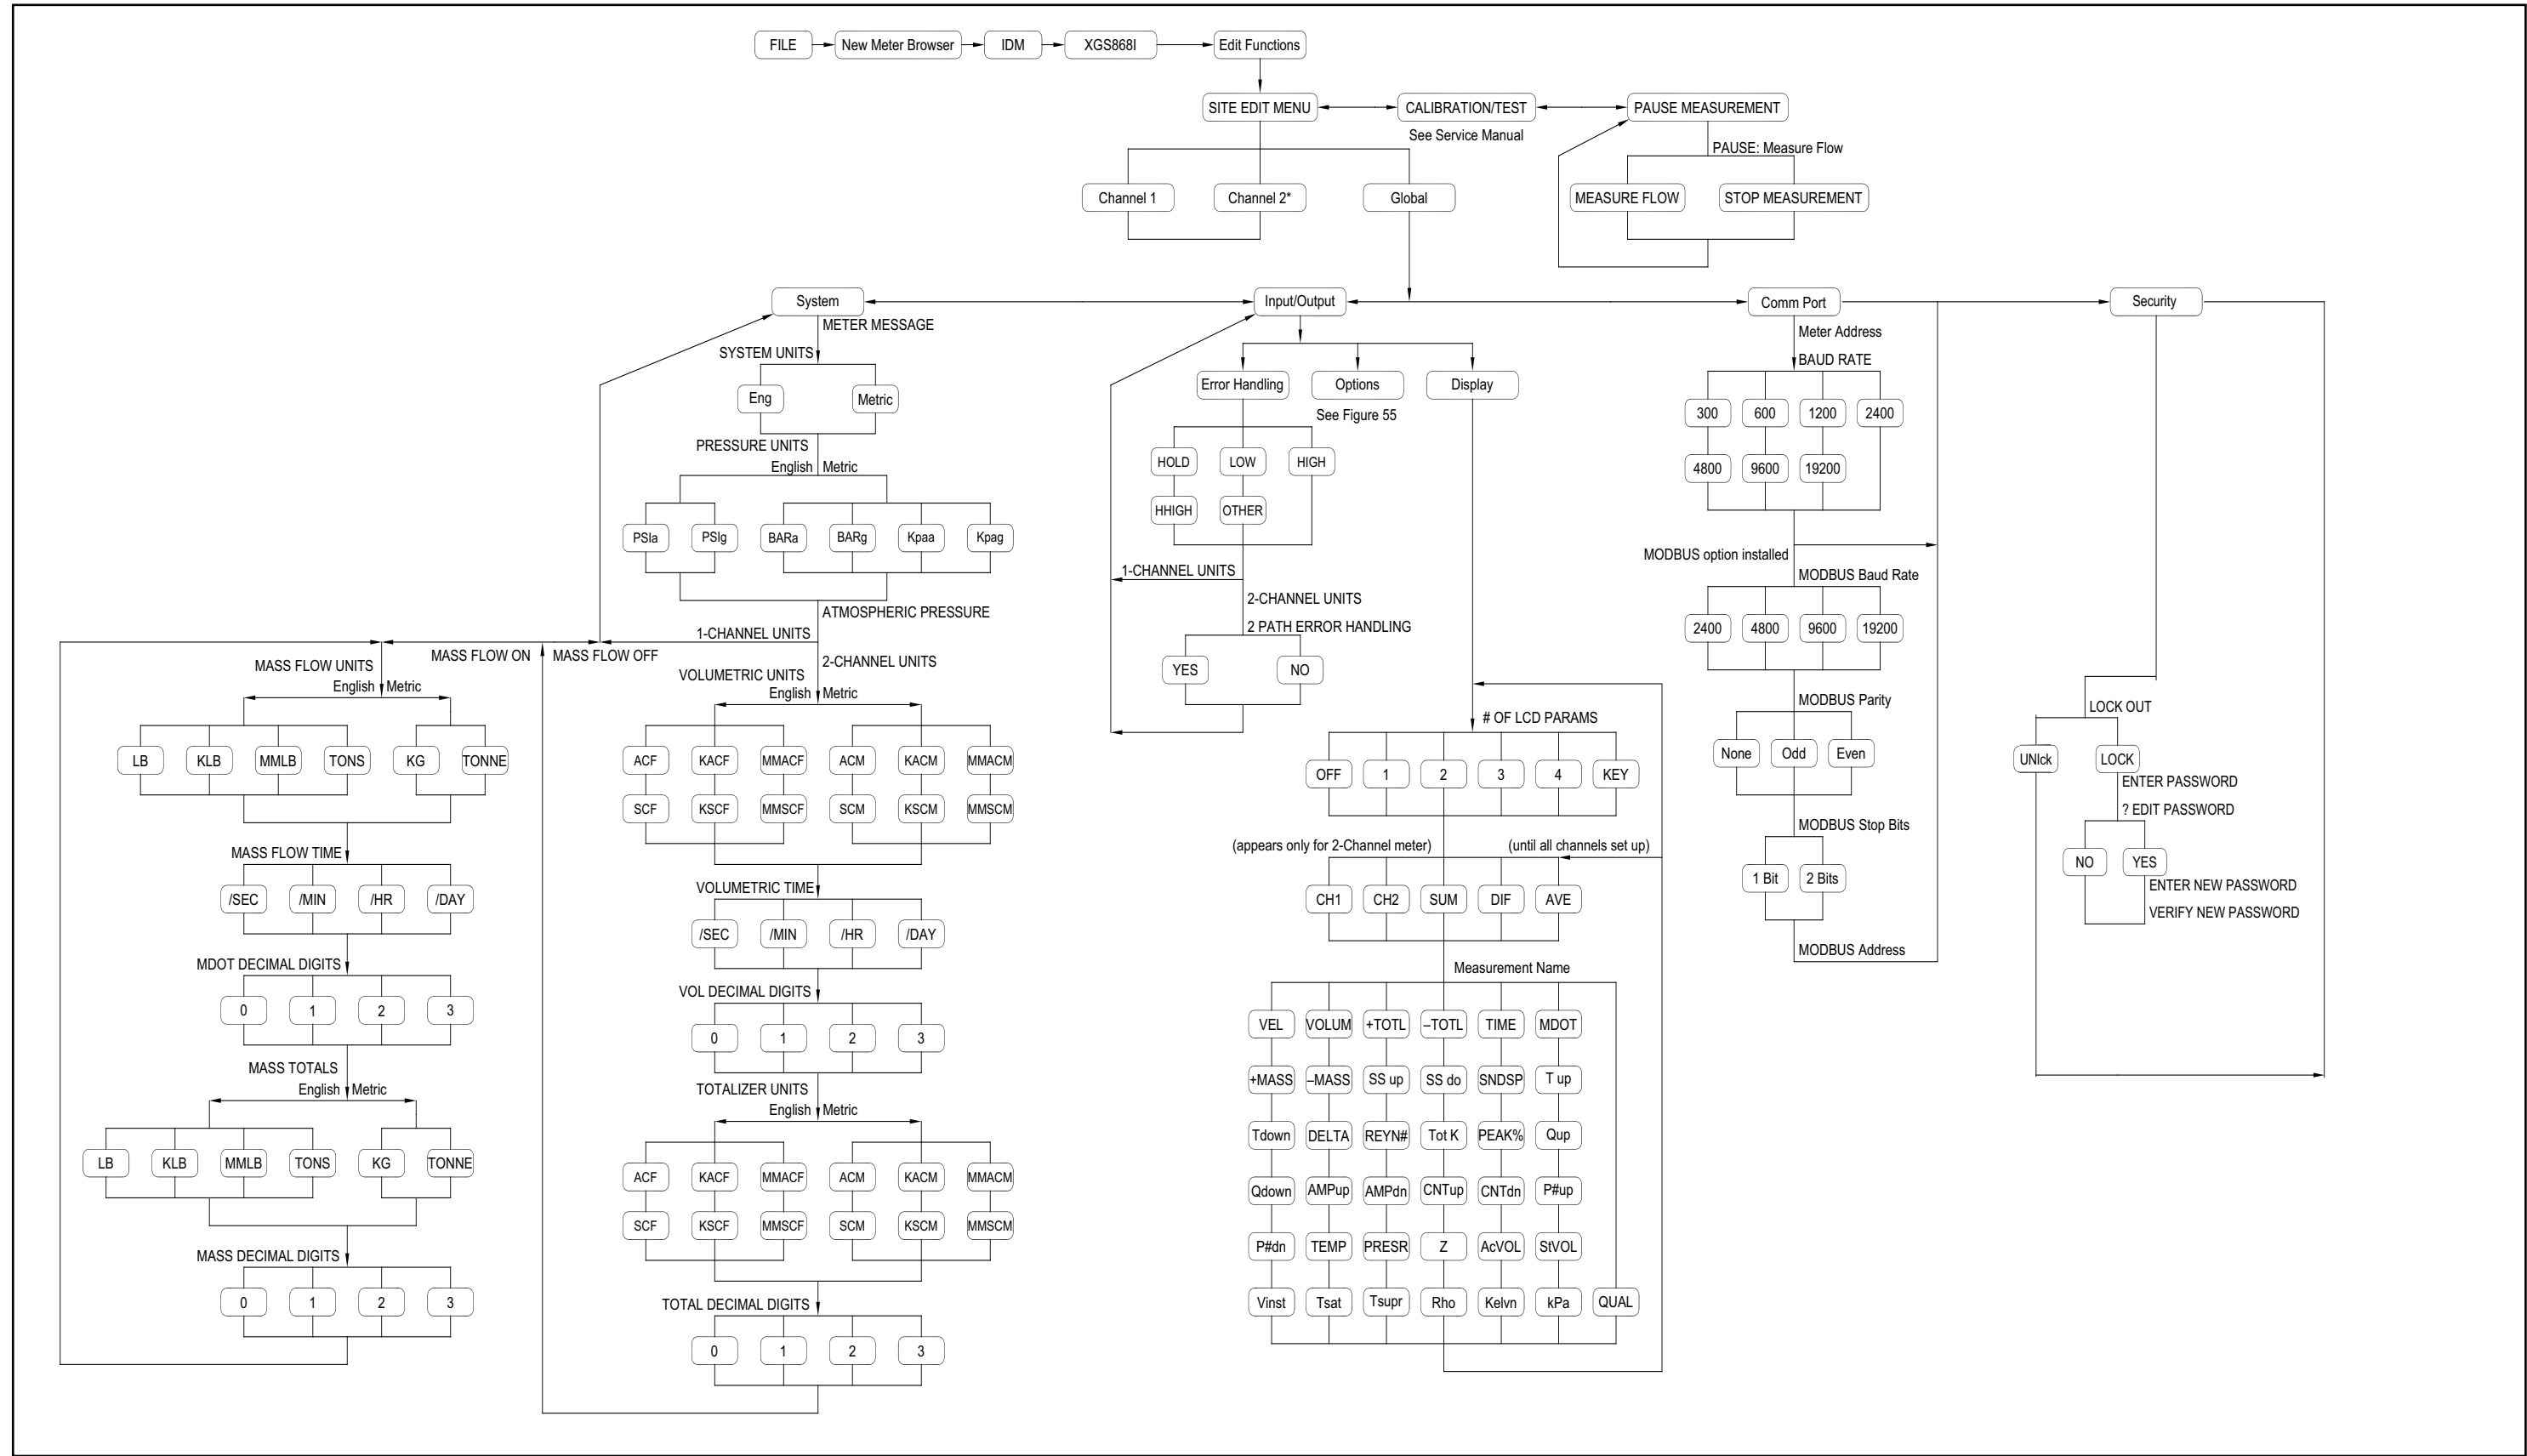 FILE
New Meter Browser
IDM
XGS868I
Edit Functions
SITE EDIT MENU
CALIBRATION/TEST
PAUSE MEASUREMENT
See Service Manual
PAUSE: Measure Flow
Channel 1
Channel 2*
Global
MEASURE FLOW
STOP MEASUREMENT
System
Input/Output
Comm Port
Security
METER MESSAGE
SYSTEM UNITS
Eng
Metric
PRESSURE UNITS
English
Metric
PSIa
PSIg
BARa
BARg
Kpaa
Kpag
ATMOSPHERIC PRESSURE
1-CHANNEL UNITS
MASS FLOW ON
MASS FLOW OFF
2-CHANNEL UNITS
MASS FLOW UNITS
English
Metric
LB
KLB
MMLB
TONS
KG
TONNE
MASS FLOW TIME
/SEC
/MIN
/HR
/DAY
MDOT DECIMAL DIGITS
0
1
2
3
MASS TOTALS
English
Metric
LB
KLB
MMLB
TONS
KG
TONNE
MASS DECIMAL DIGITS
0
1
2
3
VOLUMETRIC UNITS
English
Metric
ACF
KACF
MMACF
ACM
KACM
MMACM
SCF
KSCF
MMSCF
SCM
KSCM
MMSCM
VOLUMETRIC TIME
/SEC
/MIN
/HR
/DAY
VOL DECIMAL DIGITS
0
1
2
3
TOTALIZER UNITS
English
Metric
ACF
KACF
MMACF
ACM
KACM
MMACM
SCF
KSCF
MMSCF
SCM
KSCM
MMSCM
TOTAL DECIMAL DIGITS
0
1
2
3
Error Handling
Options
Display
See Figure 55
HOLD
LOW
HIGH
HHIGH
OTHER
1-CHANNEL UNITS
2-CHANNEL UNITS
2 PATH ERROR HANDLING
YES
NO
# OF LCD PARAMS
OFF
1
2
3
4
KEY
(appears only for 2-Channel meter)
(until all channels set up)
CH1
CH2
SUM
DIF
AVE
Measurement Name
VEL
VOLUM
+TOTL
–TOTL
TIME
MDOT
+MASS
–MASS
SS up
SS do
SNDSP
T up
Tdown
DELTA
REYN#
Tot K
PEAK%
Qup
Qdown
AMPup
AMPdn
CNTup
CNTdn
P#up
P#dn
TEMP
PRESR
Z
AcVOL
StVOL
Vinst
Tsat
Tsupr
Rho
Kelvn
kPa
QUAL
Meter Address
BAUD RATE
300
600
1200
2400
4800
9600
19200
MODBUS option installed
MODBUS Baud Rate
2400
4800
9600
19200
MODBUS Parity
None
Odd
Even
MODBUS Stop Bits
1 Bit
2 Bits
MODBUS Address
LOCK OUT
UNlck
LOCK
ENTER PASSWORD
? EDIT PASSWORD
NO
YES
ENTER NEW PASSWORD
VERIFY NEW PASSWORD